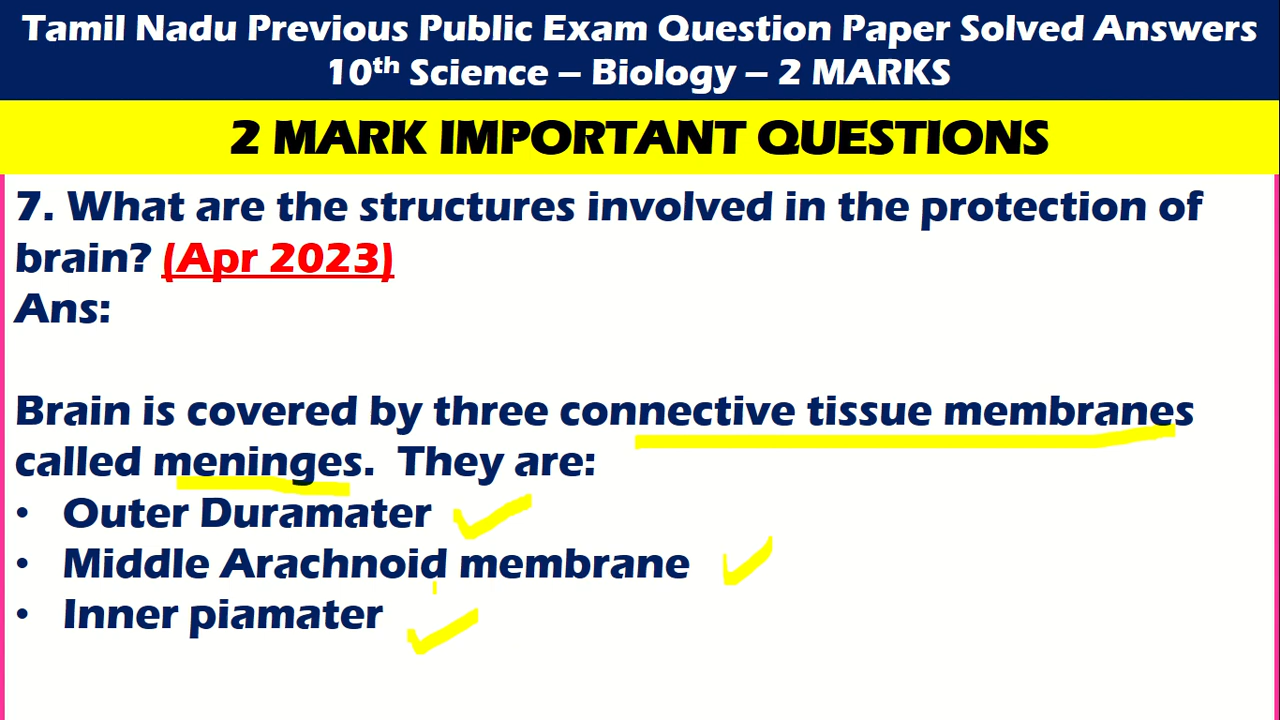 Tamil Nadu Previous Public Exam Question Paper Solved Answers
10th Science – Biology – 2 MARKS
2 MARK IMPORTANT QUESTIONS
7. What are the structures involved in the protection of
brain? (Apr 2023)
Ans:
Brain is covered by three connective tissue membranes
called meninges.  They are:
• Outer Duramater
• Middle Arachnoid membrane
• Inner piamater